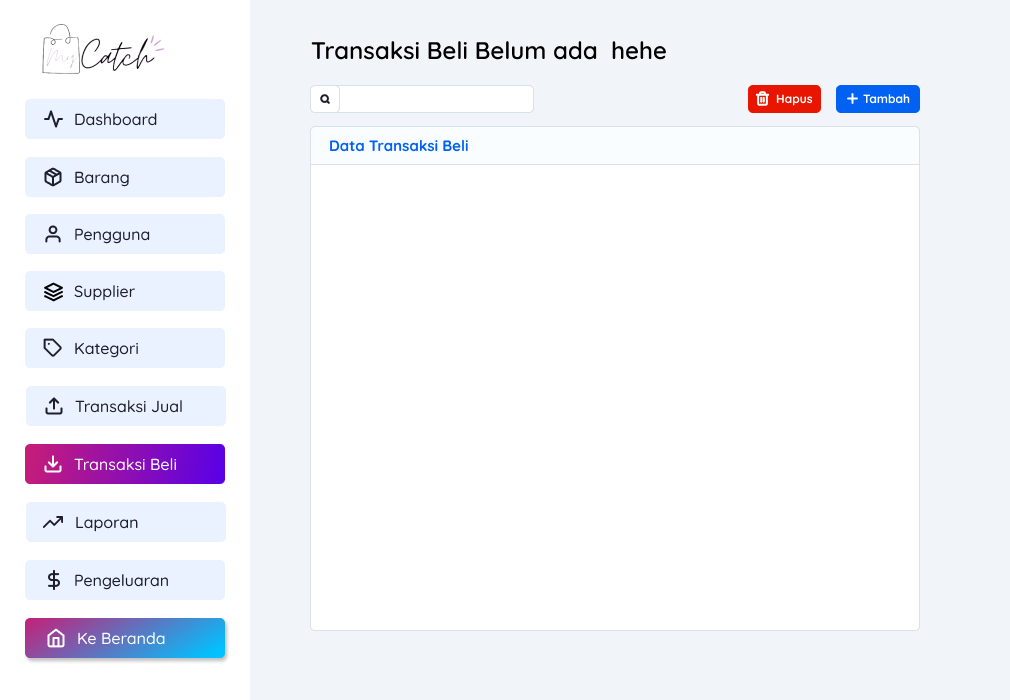 My Catch
Dashboard
Barang
Pengguna
Supplier
Kategori
Transaksi Jual
Transaksi Beli
Laporan
Pengeluaran
Ke Beranda
Transaksi Beli Belum ada  hehe
Hapus
Tambah
Data Transaksi Beli